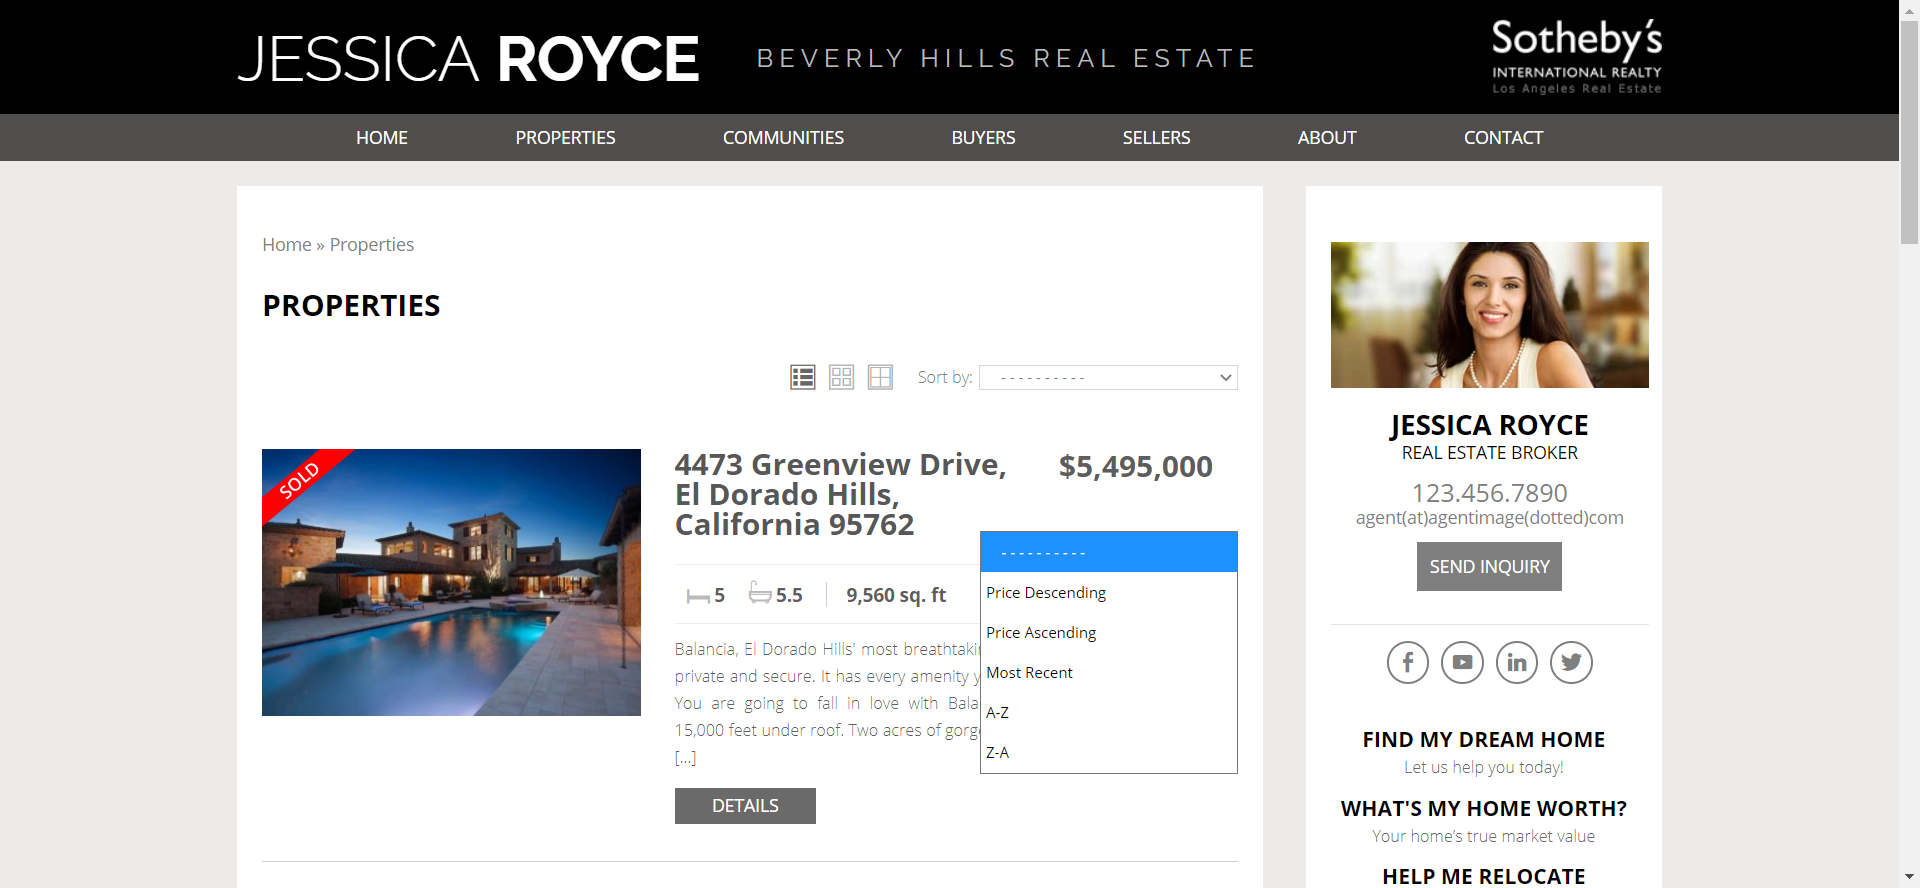 JESSICA ROYCE
BEVERLY HILLS REAL ESTATE
Sotheby's
INTERNATIONAL REALTY
Los Angeles Real Estate
HOME
PROPERTIES
COMMUNITIES
BUYERS
SELLERS
ABOUT
CONTACT
Home » Properties
PROPERTIES
Sort by:
- - - - - - - - - -
SOLD
4473 Greenview Drive,
El Dorado Hills,
California 95762
$5,495,000
5
5.5
9,560 sq. ft
Balancia, El Dorado Hills' most
private and secure. It has every amenity
You are going to fall in love with
15,000 feet under roof. Two acres of
[...]
DETAILS
- - - - - - - - - -
Price Descending
Price Ascending
Most Recent
A-Z
Z-A
JESSICA ROYCE
REAL ESTATE BROKER
123.456.7890
agent(at)agentimage(dotted)com
SEND INQUIRY
FIND MY DREAM HOME
Let us help you today!
WHAT'S MY HOME WORTH?
Your home's true market value
HELP ME RELOCATE